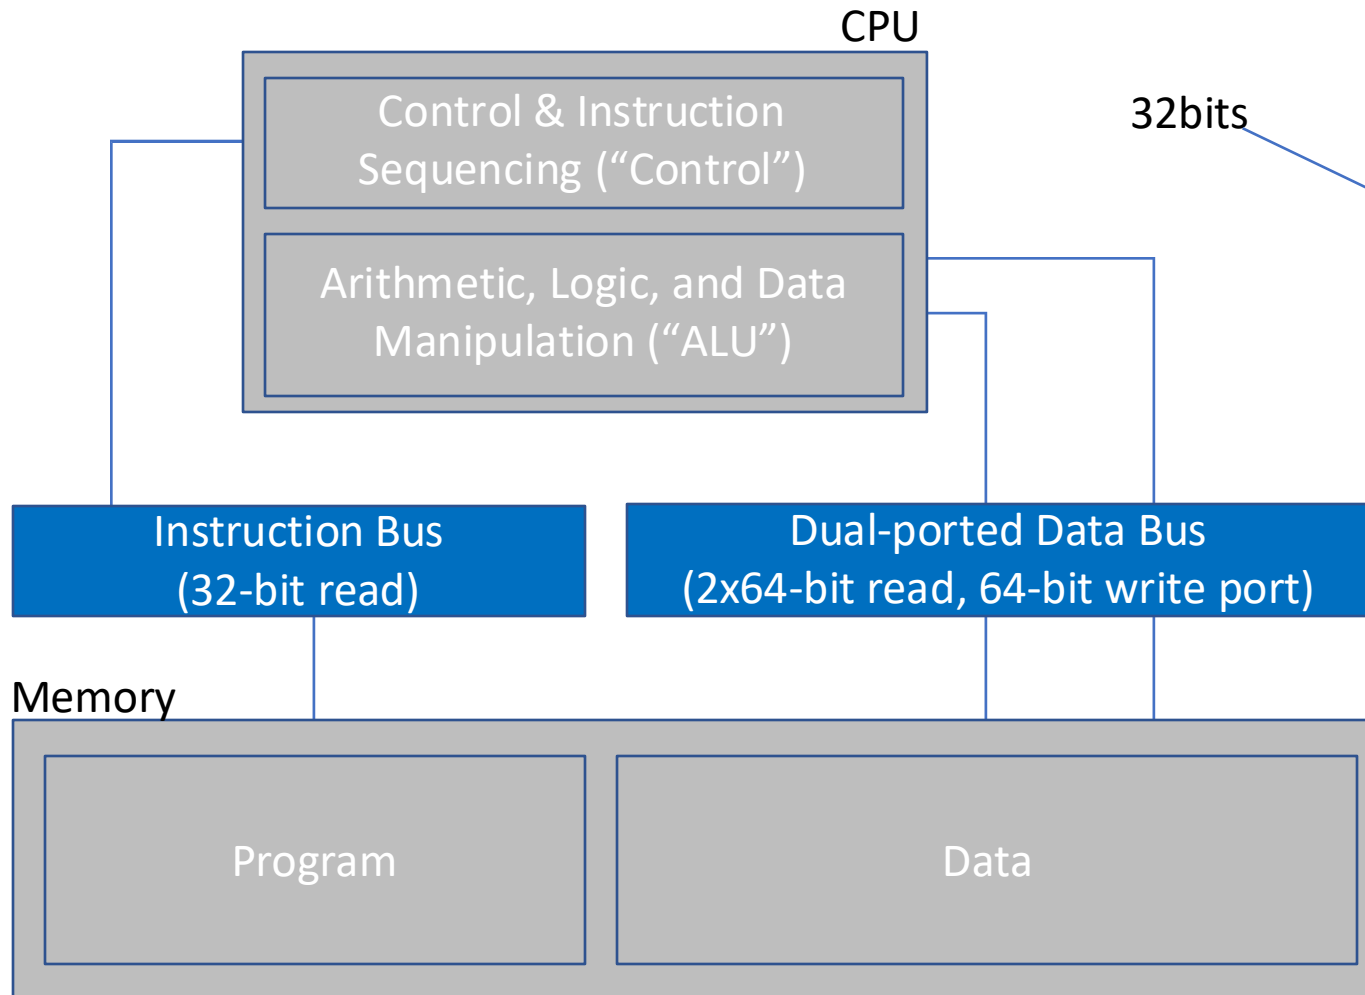 CPU
Control & Instruction
Sequencing (“Control”)
32bits
Arithmetic, Logic, and Data
Manipulation (“ALU”)
Instruction Bus
(32-bit read)
Dual-ported Data Bus
(2x64-bit read, 64-bit write port)
Memory
Program
Data